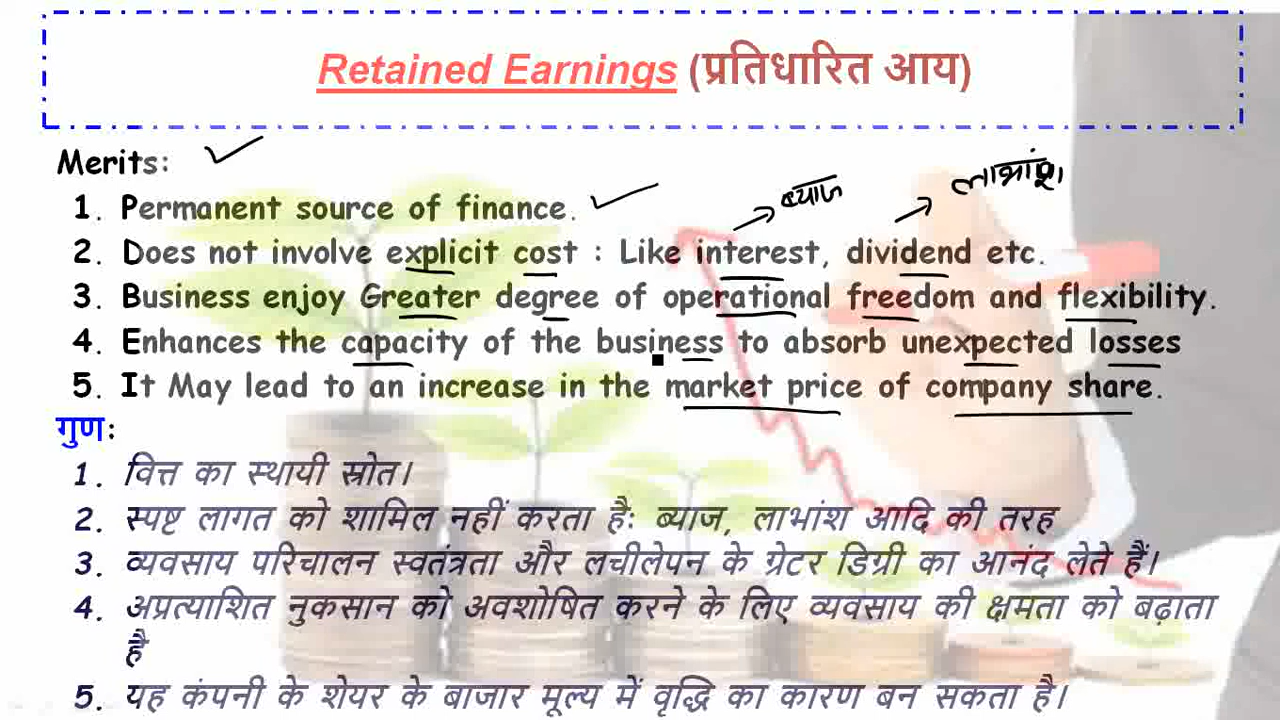 Retained Earnings (प्रतिधारित आय)
Merits:
ब्याज
लाभांश
1. Permanent source of finance.
2. Does not involve explicit cost : Like interest, dividend etc.
3. Business enjoy Greater degree of operational freedom and flexibility.
4. Enhances the capacity of the business to absorb unexpected losses
5. It May lead to an increase in the market price of company share.
गुण:
1. वित्त का स्थायी स्रोत।
2. स्पष्ट लागत को शामिल नहीं करता है: ब्याज, लाभांश आदि की तरह
3. व्यवसाय परिचालन स्वतंत्रता और लचीलेपन के ग्रेटर डिग्री का आनंद लेते हैं।
4. अप्रत्याशित नुकसान को अवशोषित करने के लिए व्यवसाय की क्षमता को बढ़ाता
है
5. यह कंपनी के शेयर के बाजार मूल्य में वृद्धि का कारण बन सकता है।